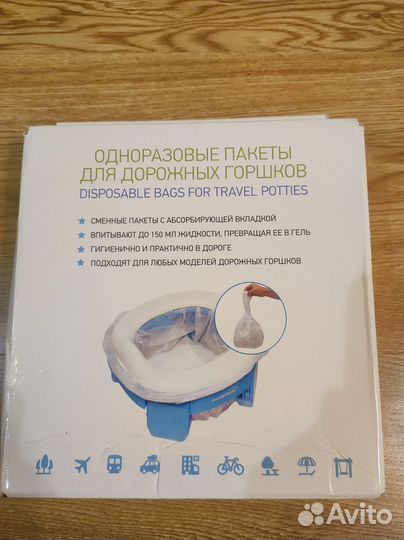 ОДНОРАЗОВЫЕ ПАКЕТЫ
ДЛЯ ДОРОЖНЫХ ГОРШКОВ
DISPOSABLE BAGS FOR TRAVEL POTTIES
СМЕННЫЕ ПАКЕТЫ С АБСОРБИРУЮЩЕЙ ВКЛАДКОЙ
ВПИТЫВАЮТ ДО 150 МЛ ЖИДКОСТИ, ПРЕВРАЩАЯ ЕЕ В ГЕЛЬ
ГИГИЕНИЧНО И ПРАКТИЧНО В ДОРОГЕ
ПОДХОДЯТ ДЛЯ ЛЮБЫХ МОДЕЛЕЙ ДОРОЖНЫХ ГОРШКОВ
Avito